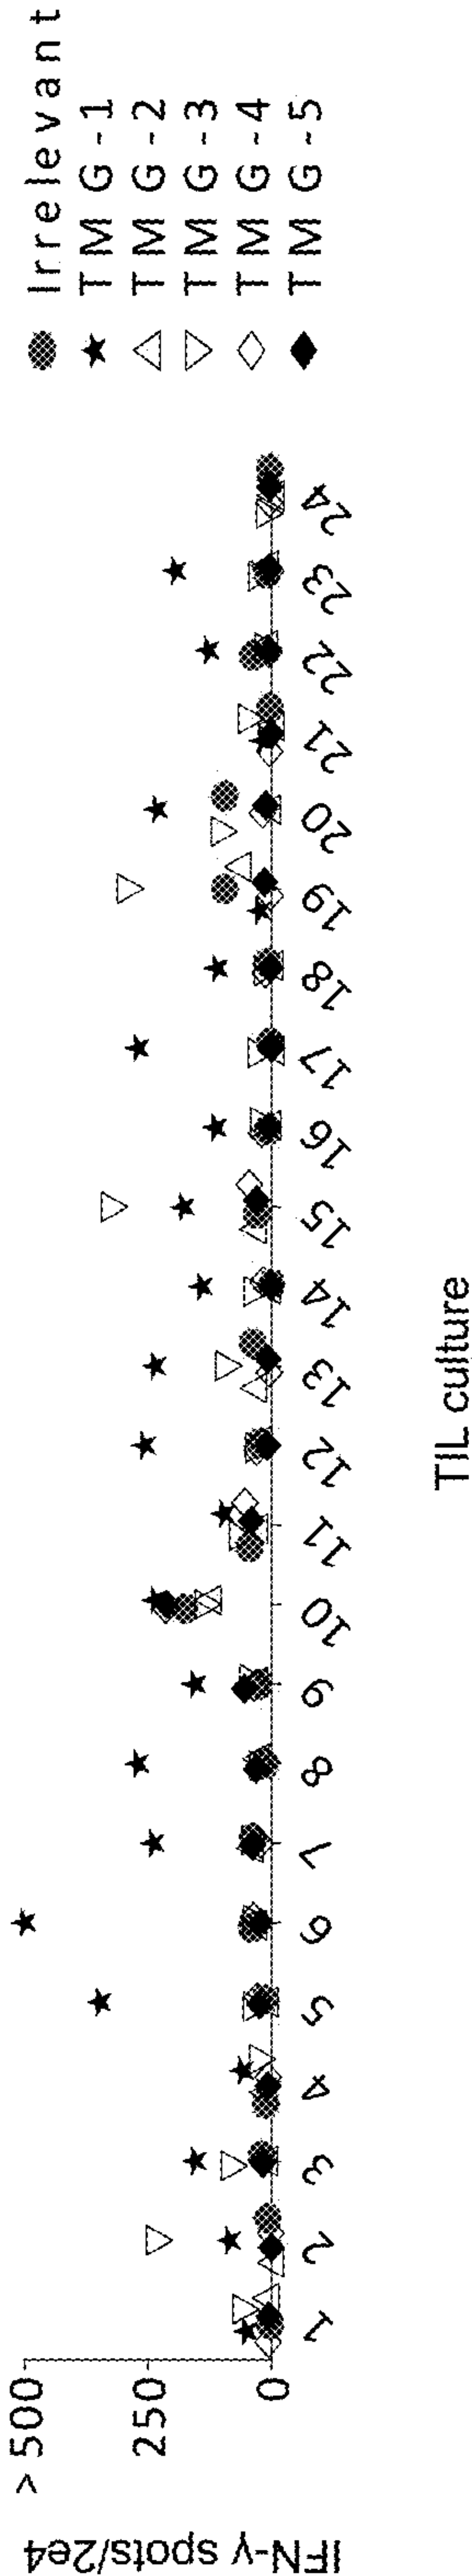 Irrelevant
TMG-1
TMG-2
TMG-3
TMG-4
TMG-5
IFN-γ spots/2e4
> 500
250
0
1 2 3 4 5 6 7 8 9 10 11 12 13 14 15 16 17 18 19 20 21 22 23 24
TIL culture